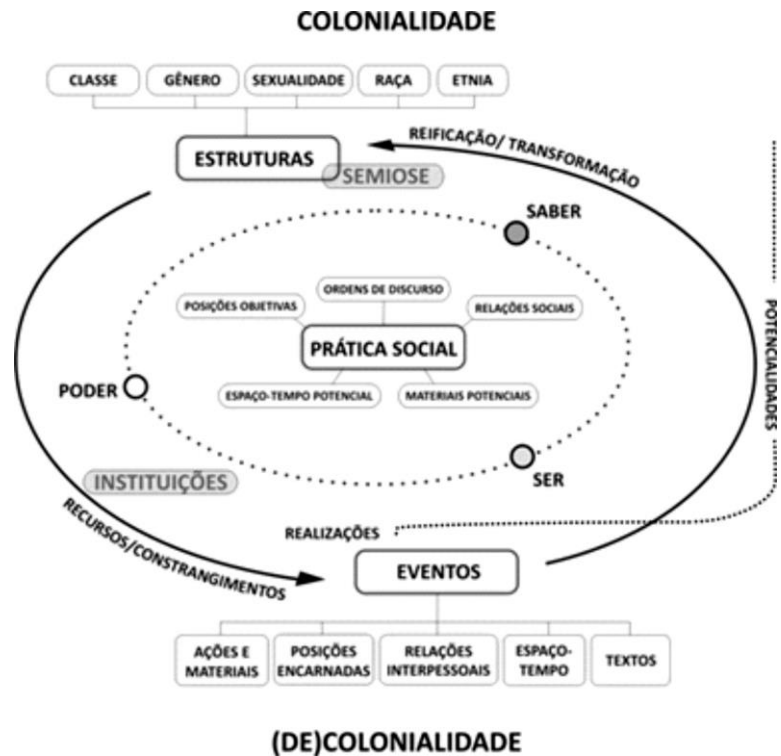 COLONIALIDADE
CLASSE
GÊNERO
SEXUALIDADE
RAÇA
ETNIA
ESTRUTURAS
SEMIOSE
REIFICAÇÃO/ TRANSFORMAÇÃO
SABER
ORDENS DE DISCURSO
POSIÇÕES OBJETIVAS
RELAÇÕES SOCIAIS
PRÁTICA SOCIAL
ESPAÇO-TEMPO POTENCIAL
MATERIAIS POTENCIAIS
PODER
POTENCIALIDADES
SER
INSTITUIÇÕES
RECURSOS/CONSTRANGIMENTOS
REALIZAÇÕES
EVENTOS
AÇÕES E
MATERIAIS
POSIÇÕES
ENCARNADAS
RELAÇÕES
INTERPESSOAIS
ESPAÇO-
TEMPO
TEXTOS
(DE)COLONIALIDADE